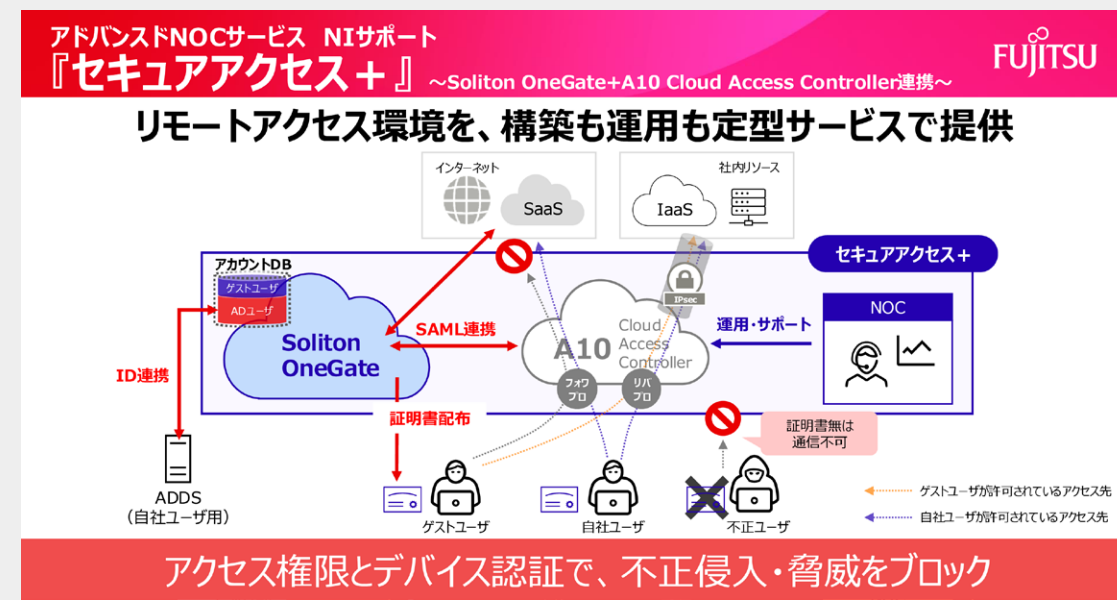 アドバンスドNOCサービス NIサポート
『セキュアアクセス＋』 ～Soliton OneGate+A10 Cloud Access Controller連携～
FUJITSU
リモートアクセス環境を、構築も運用も定型サービスで提供
インターネット
SaaS
社内リソース
IaaS
セキュアアクセス＋
アカウントDB
ゲストユーザ
ADユーザ
Soliton
OneGate
SAML連携
IPsec
A10
Cloud
Access
Controller
フォワ
プロ
リバ
プロ
運用・サポート
NOC
ID連携
証明書配布
証明書無は
通信不可
ADDS
（自社ユーザ用）
ゲストユーザ
自社ユーザ
不正ユーザ
ゲストユーザが許可されているアクセス先
自社ユーザが許可されているアクセス先
アクセス権限とデバイス認証で、不正侵入・脅威をブロック